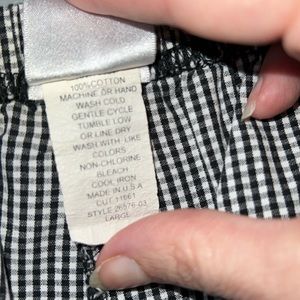 100% COTTON
MACHINE OR HAND
WASH COLD
GENTLE CYCLE
TUMBLE LOW
OR LINE DRY
WASH WITH LIKE
COLORS
NON-CHLORINE
BLEACH
COOL IRON
MADE IN U.S.A
CUT 11661
STYLE 26576-03
LARGE